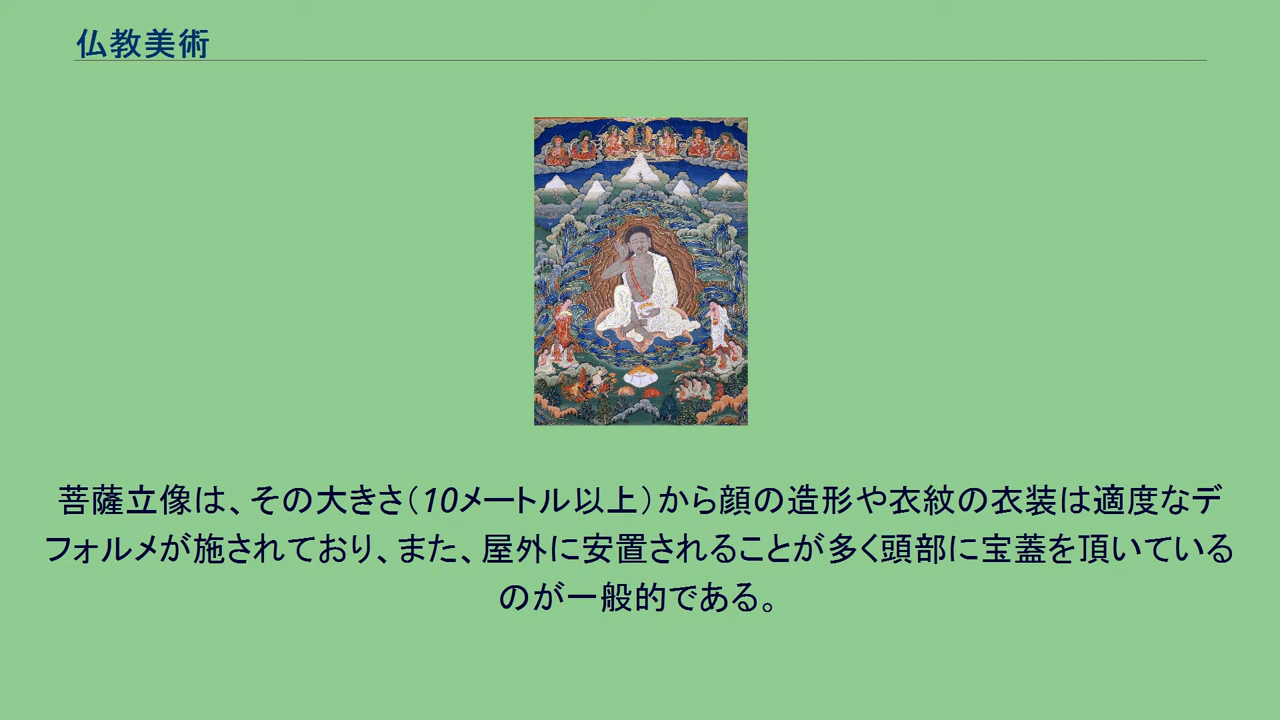 仏教美術
菩薩立像は、その大きさ（10メートル以上）から顔の造形や衣紋の衣装は適度なデ
フォルメが施されており、また、屋外に安置されることが多く頭部に宝蓋を頂いている
のが一般的である。